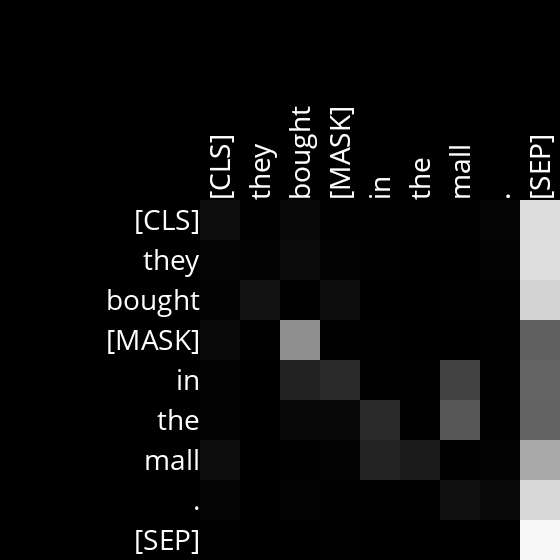 [CLS] they bought [MASK] in the mall . [SEP]
[CLS]
they
bought
[MASK]
in
the
mall
.
[SEP]